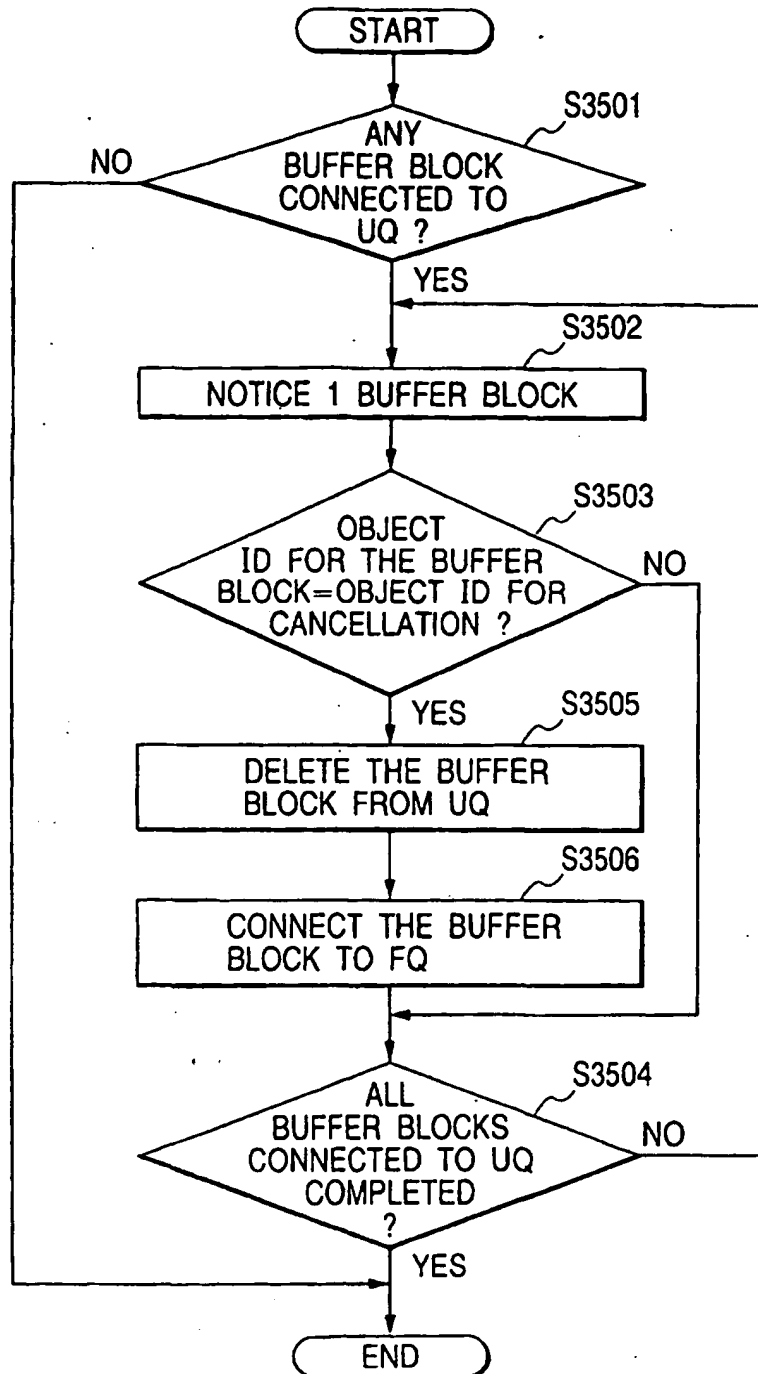 START
S3501
ANY
BUFFER BLOCK
CONNECTED TO
UQ ?
NO
YES
S3502
NOTICE 1 BUFFER BLOCK
S3503
OBJECT
ID FOR THE BUFFER
BLOCK=OBJECT ID FOR
CANCELLATION ?
NO
YES
S3505
DELETE THE BUFFER
BLOCK FROM UQ
S3506
CONNECT THE BUFFER
BLOCK TO FQ
S3504
ALL
BUFFER BLOCKS
CONNECTED TO UQ
COMPLETED
?
NO
YES
END